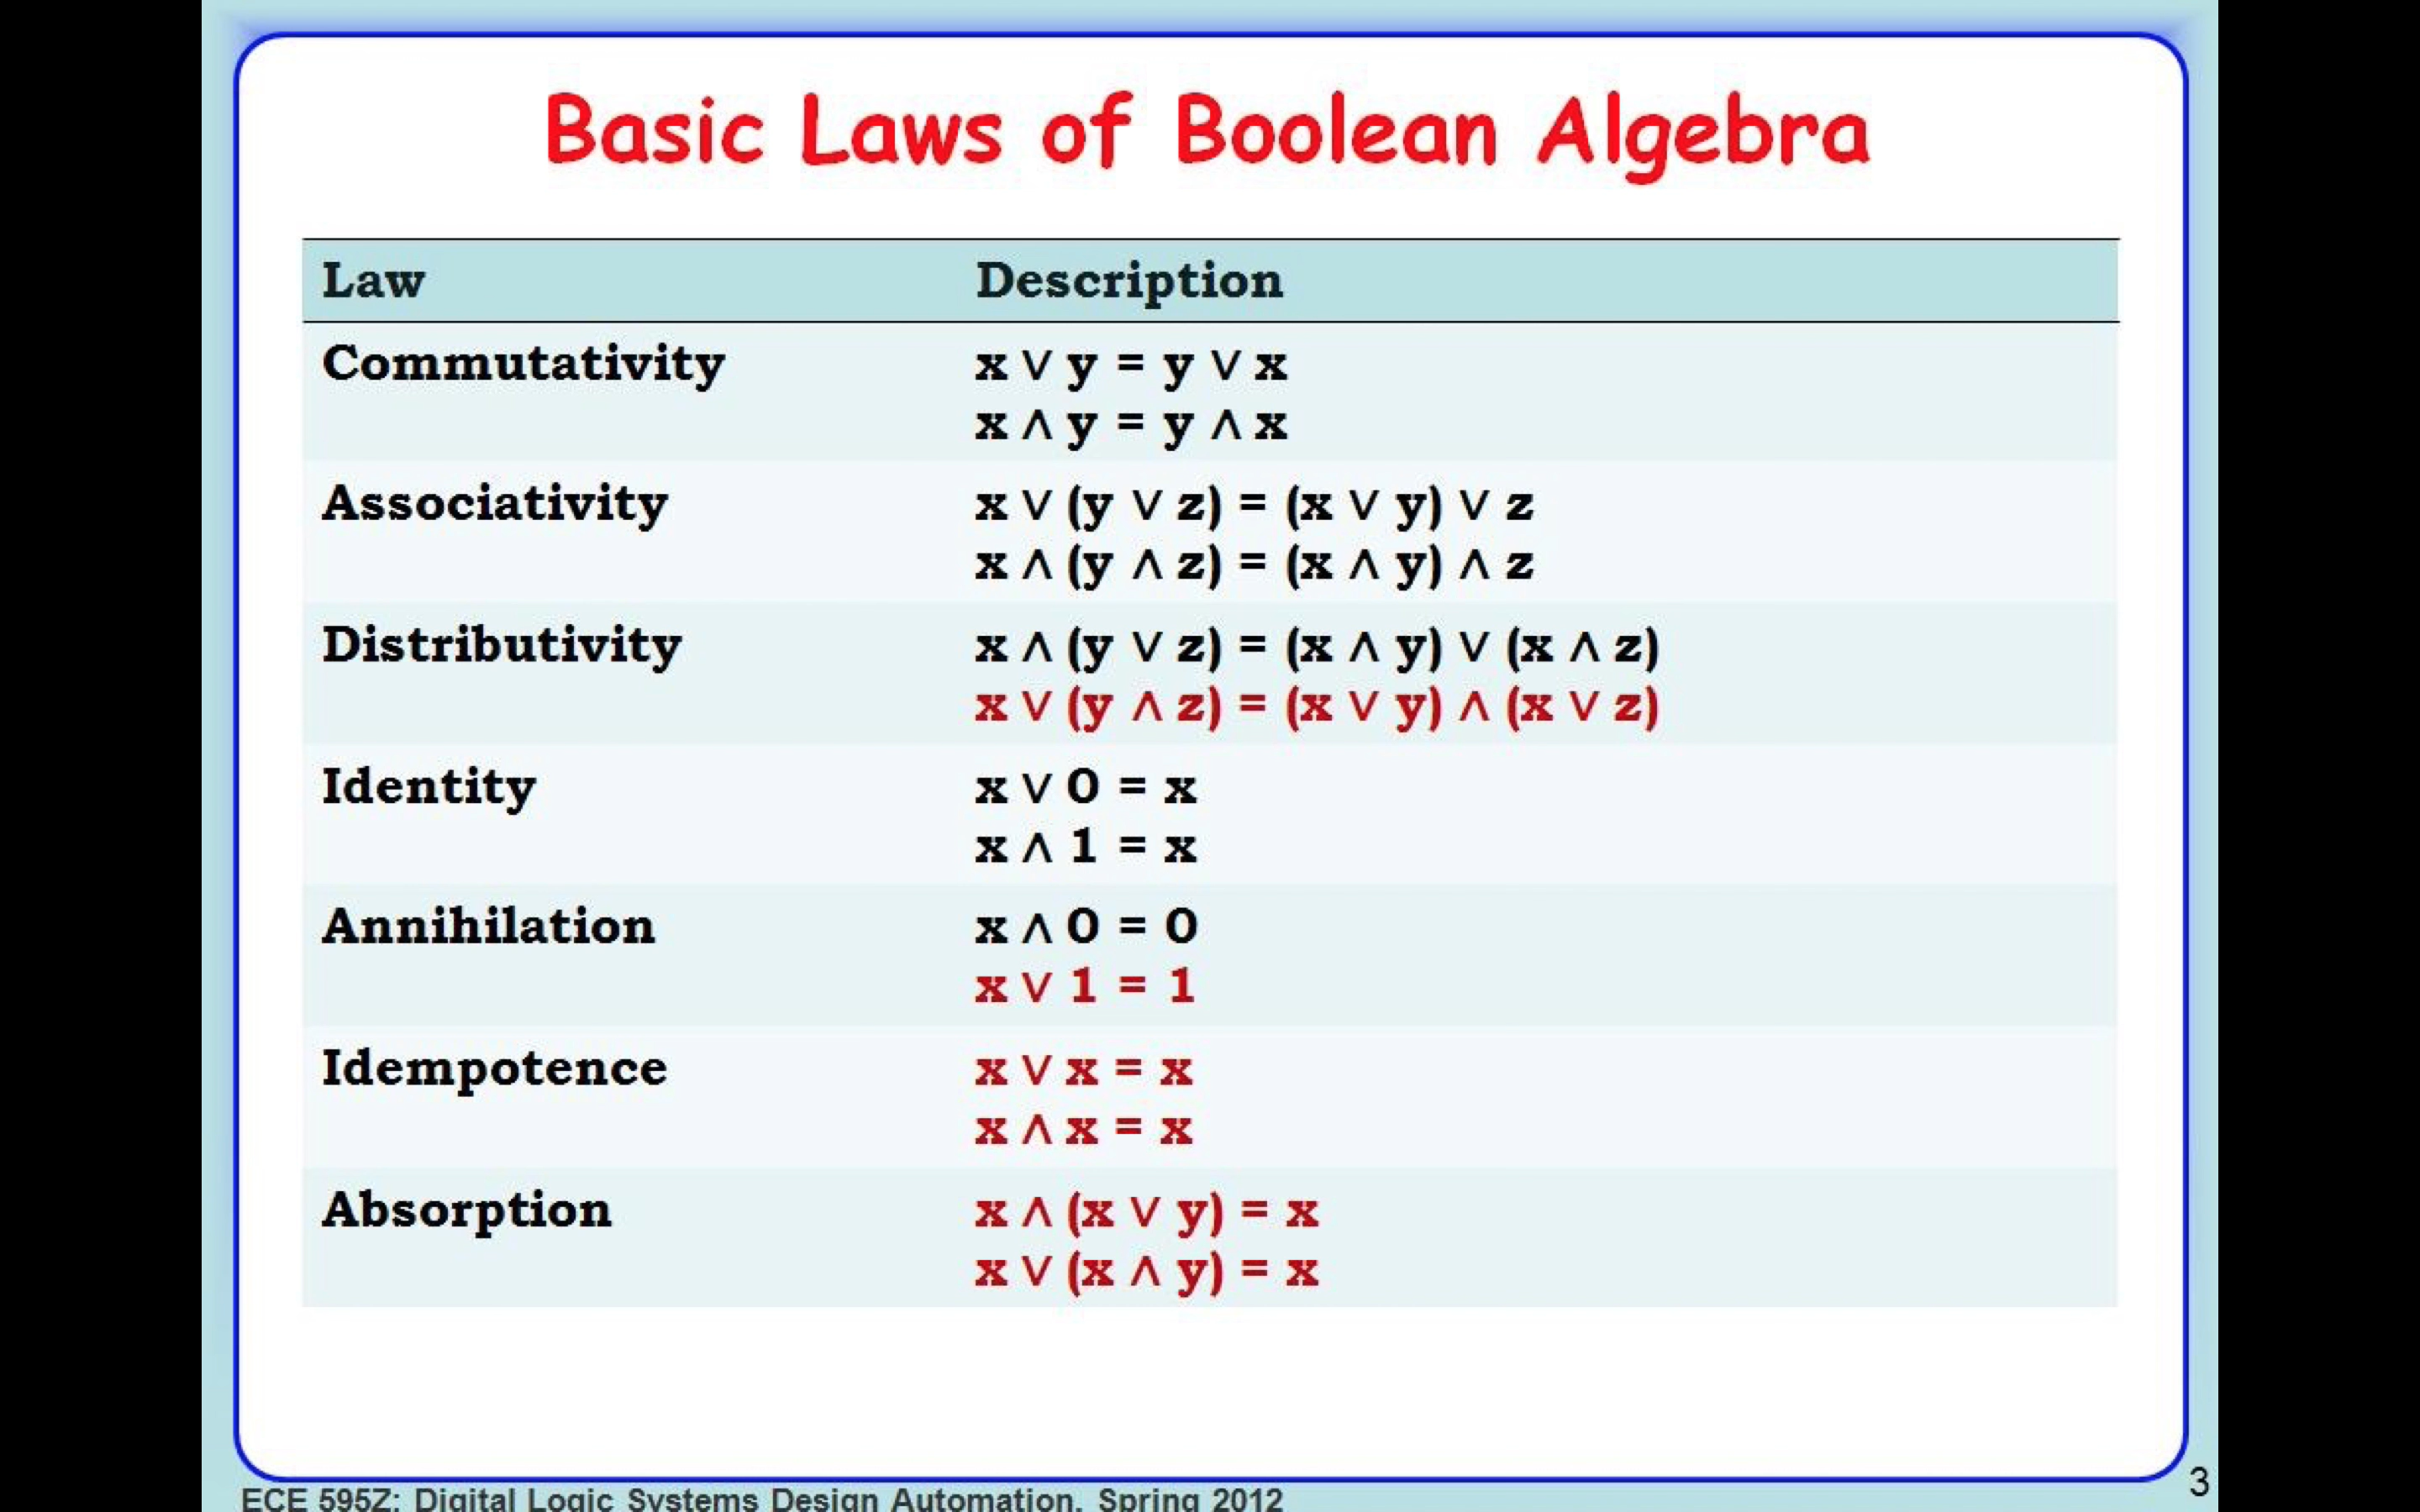 Basic Laws of Boolean Algebra
Law Description
Commutativity x ∨ y = y ∨ x
x ∧ y = y ∧ x
Associativity x ∨ (y ∨ z) = (x ∨ y) ∨ z
x ∧ (y ∧ z) = (x ∧ y) ∧ z
Distributivity x ∧ (y ∨ z) = (x ∧ y) ∨ (x ∧ z)
x ∨ (y ∧ z) = (x ∨ y) ∧ (x ∨ z)
Identity x ∨ 0 = x
x ∧ 1 = x
Annihilation x ∧ 0 = 0
x ∨ 1 = 1
Idempotence x ∨ x = x
x ∧ x = x
Absorption x ∧ (x ∨ y) = x
x ∨ (x ∧ y) = x
3
ECE 595Z: Digital Logic Systems Design Automation, Spring 2012